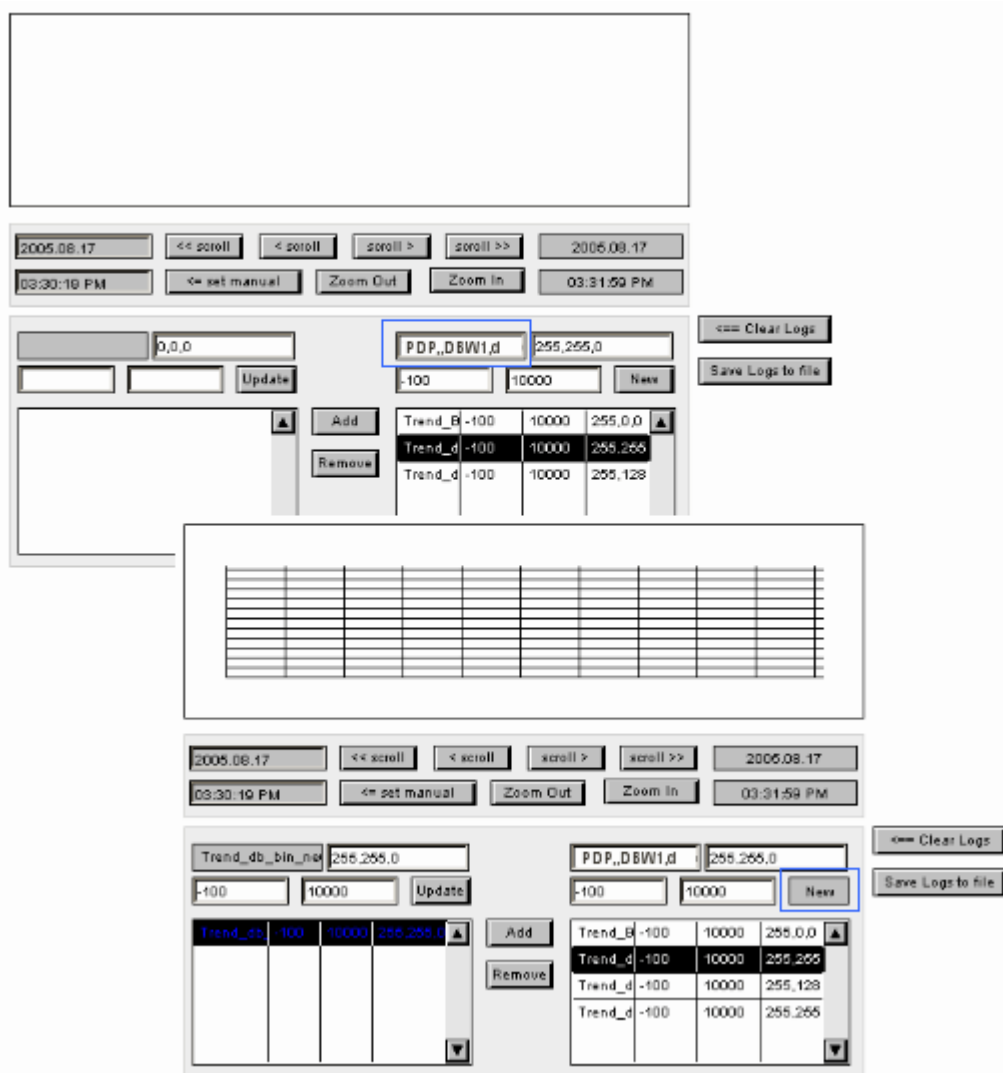 2005.08.17 << scroll < scroll scroll > scroll >> 2005.08.17
03:30:19 PM <= set manual Zoom Out Zoom In 03:31:59 PM
0,0,0 PDP,,DBW1,d 255,255,0 <== Clear Logs
Update -100 10000 New Save Logs to file
Add Trend_B -100 10000 255,0,0
Trend_d -100 10000 255,255
Remove Trend_d -100 10000 255,128
2005.08.17 << scroll < scroll scroll > scroll >> 2005.08.17
03:30:19 PM <= set manual Zoom Out Zoom In 03:31:59 PM
Trend_db_bin_ne 255,255,0 PDP,,DBW1,d 255,255,0 <== Clear Logs
-100 10000 Update -100 10000 New Save Logs to file
Trend_db_ -100 10000 255,255,0 Add Trend_B -100 10000 255,0,0
Trend_d -100 10000 255,255
Remove Trend_d -100 10000 255,128
Trend_d -100 10000 255,255